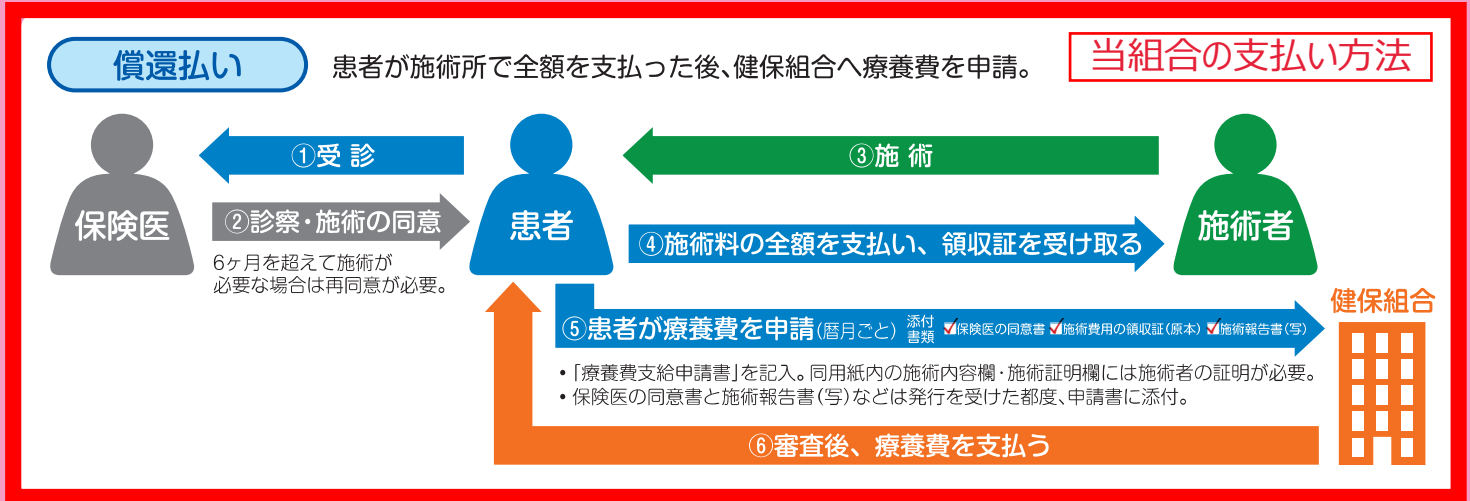 償還払い
患者が施術所で全額を支払った後、健保組合へ療養費を申請。
当組合の支払い方法
①受 診
③施 術
保険医
②診察・施術の同意
患者
④施術料の全額を支払い、領収証を受け取る
施術者
6ヶ月を超えて施術が
必要な場合は再同意が必要。
健保組合
⑤患者が療養費を申請(暦月ごと) 添付書類 保険医の同意書 施術費用の領収証(原本) 施術報告書(写)
・「療養費支給申請書」を記入。同用紙内の施術内容欄・施術証明欄には施術者の証明が必要。
・保険医の同意書と施術報告書(写)などは発行を受けた都度、申請書に添付。
⑥審査後、療養費を支払う